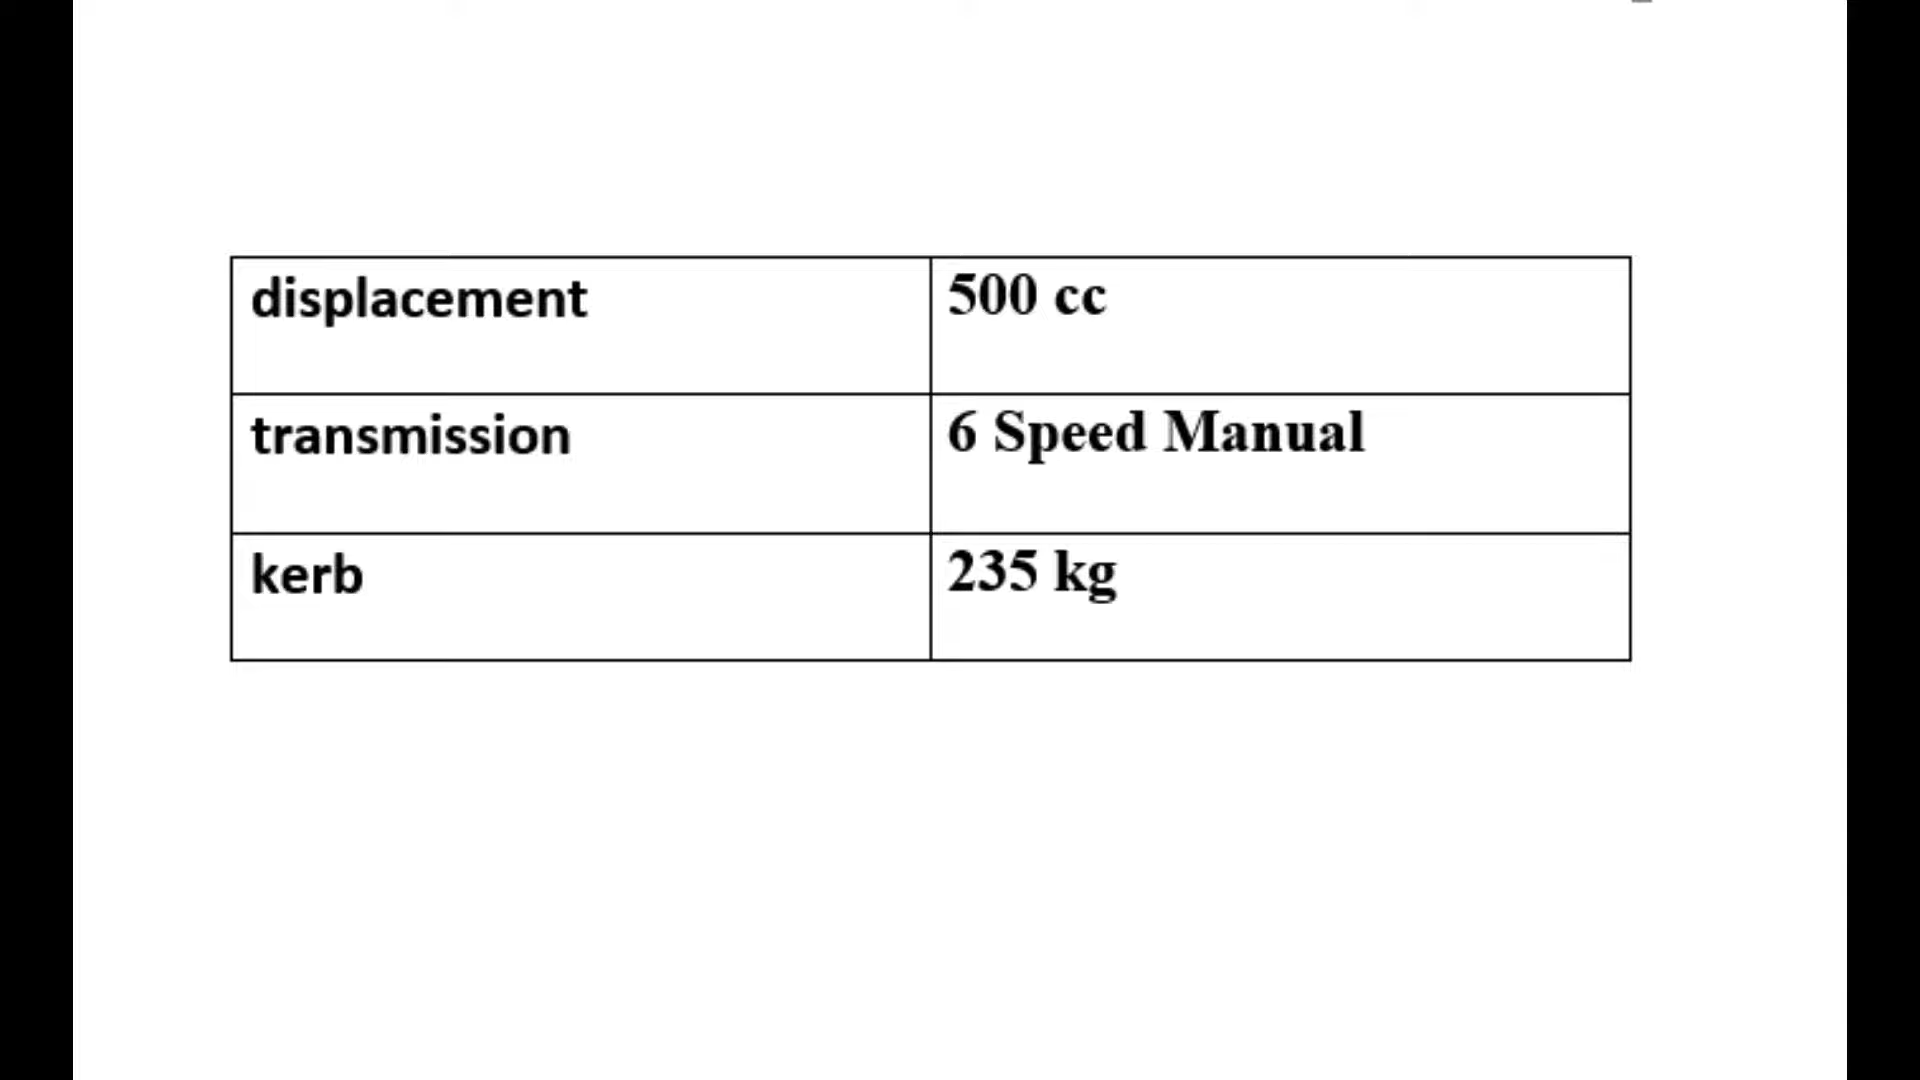 displacement 500 cc
transmission 6 Speed Manual
kerb 235 kg